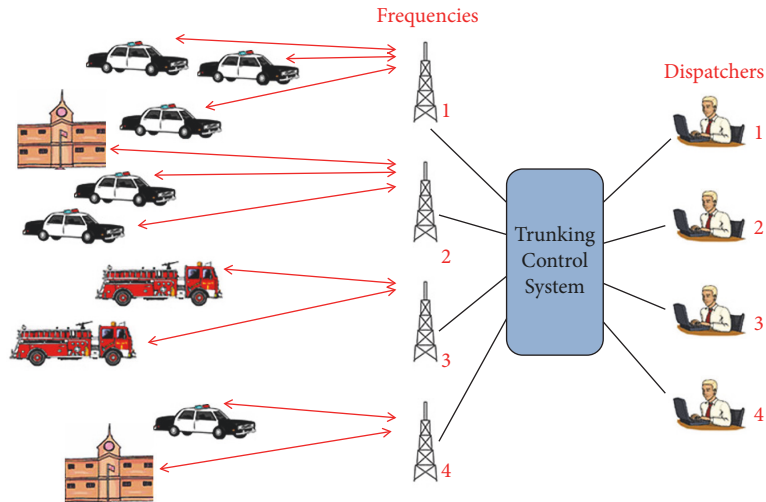 Frequencies
Dispatchers
1
1
2
2
Trunking
Control
System
3
3
4
4